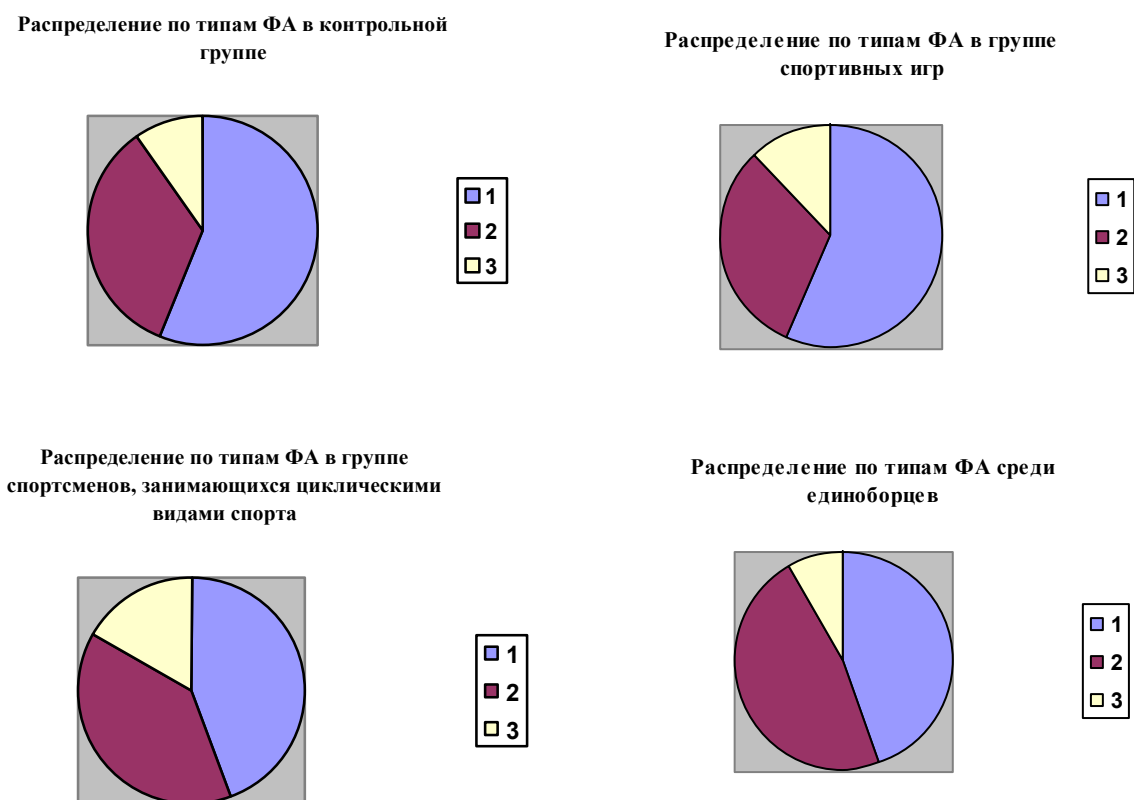 Распределение по типам ФА в контрольной
группе
1
2
3
Распределение по типам ФА в группе
спортивных игр
1
2
3
Распределение по типам ФА в группе
спортсменов, занимающихся циклическими
видами спорта
1
2
3
Распределение по типам ФА среди
единоборцев
1
2
3